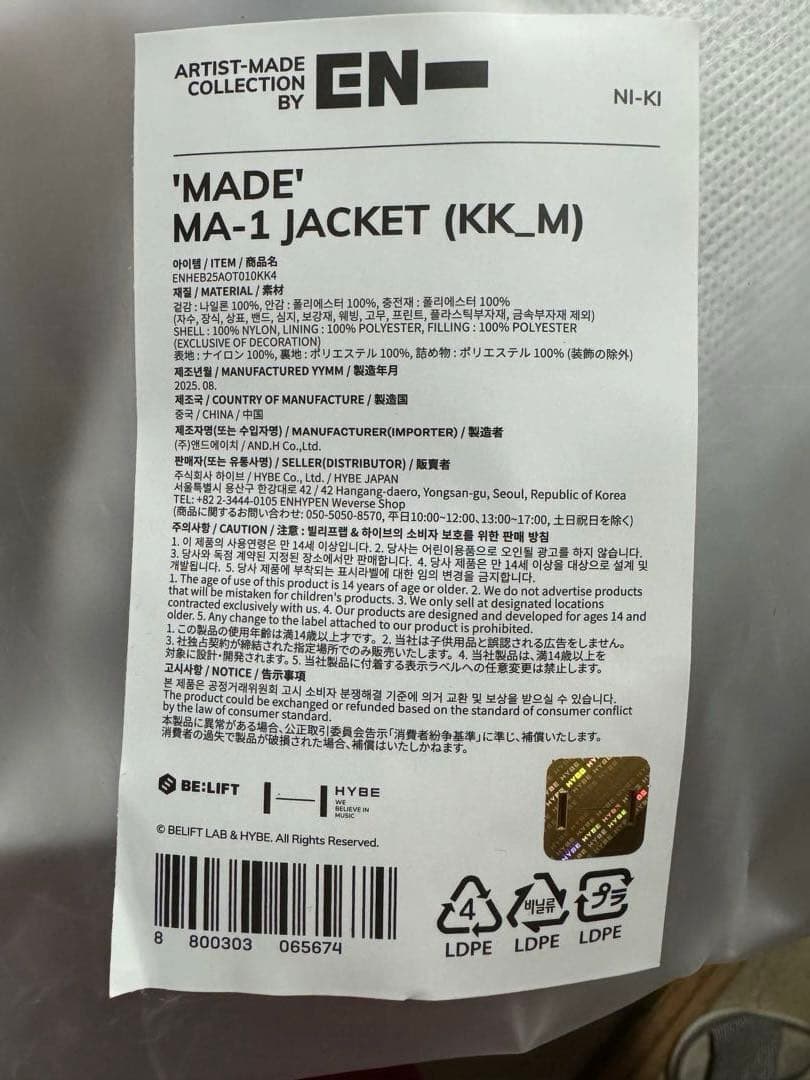 ARTIST-MADE
COLLECTION
BY
EN-
NI-KI
'MADE'
MA-1 JACKET (KK_M)
아이템 / ITEM / 商品名
ENHEB25AOT010KK4
재질 / MATERIAL / 素材
겉감 : 나일론 100%, 안감 : 폴리에스터 100%, 충전재 : 폴리에스터 100%
(자수, 장식, 상표, 밴드, 심지, 보강재, 웨빙, 고무, 프린트, 플라스틱부자재, 금속부자재 제외)
SHELL : 100% NYLON, LINING : 100% POLYESTER, FILLING : 100% POLYESTER
(EXCLUSIVE OF DECORATION)
表地 : ナイロン 100%, 裏地 : ポリエステル 100%, 詰め物 : ポリエステル 100% (装飾の除外)
제조년월 / MANUFACTURED YYMM / 製造年月
2025. 08.
제조국 / COUNTRY OF MANUFACTURE / 製造国
중국 / CHINA / 中国
제조자명(또는 수입자명) / MANUFACTURER(IMPORTER) / 製造者
(주)앤드에이치 / AND.H Co.,Ltd.
판매자(또는 유통사명) / SELLER(DISTRIBUTOR) / 販賣者
주식회사 하이브 / HYBE Co., Ltd. / HYBE JAPAN
서울특별시 용산구 한강대로 42 / 42 Hangang-daero, Yongsan-gu, Seoul, Republic of Korea
TEL: +82 2-3444-0105 ENHYPEN Weverse Shop
(商品に関するお問い合わせ: 050-5050-8570, 平日10:00~12:00、13:00~17:00, 土日祝日を除く)
주의사항 / CAUTION / 注意 : 빌리프랩 & 하이브의 소비자 보호를 위한 판매 방침
1. 이 제품의 사용연령은 만 14세 이상입니다. 2. 당사는 어린이용품으로 오인될 광고를 하지 않습니다.
3. 당사와 독점 계약된 지정된 장소에서만 판매합니다. 4. 당사 제품은 만 14세 이상을 대상으로 설계 및
개발됩니다. 5. 당사 제품에 부착되는 표시라벨에 대한 임의 변경을 금지합니다.
1. The age of use of this product is 14 years of age or older. 2. We do not advertise products
that will be mistaken for children's products. 3. We only sell at designated locations
contracted exclusively with us. 4. Our products are designed and developed for ages 14 and
older. 5. Any change to the label attached to our product is prohibited.
1. この製品の使用年齢は満14歳以上才です。2. 当社は子供用品と誤認される広告をしません。
3. 社独占契約が締結された指定場所でのみ販売いたします。4. 当社製品は、満14歳以上を
対象に設計・開発されます。5. 当社製品に付着する表示ラベルへの任意変更は禁止します。
고시사항 / NOTICE / 告示事項
본 제품은 공정거래위원회 고시 소비자 분쟁해결 기준에 의거 교환 및 보상을 받으실 수 있습니다.
The product could be exchanged or refunded based on the standard of consumer conflict
by the law of consumer standard.
本製品に異常がある場合、公正取引委員会告示「消費者紛争基準」に準じ、補償いたします。
消費者の過失で製品が破損された場合、補償はいたしかねます。
BE:LIFT
HYBE
WE
BELIEVE IN
MUSIC
© BELIFT LAB & HYBE. All Rights Reserved.
8 800303 065674
4
LDPE
비닐류
LDPE
プラ
LDPE
HYBE HYBE HYBE